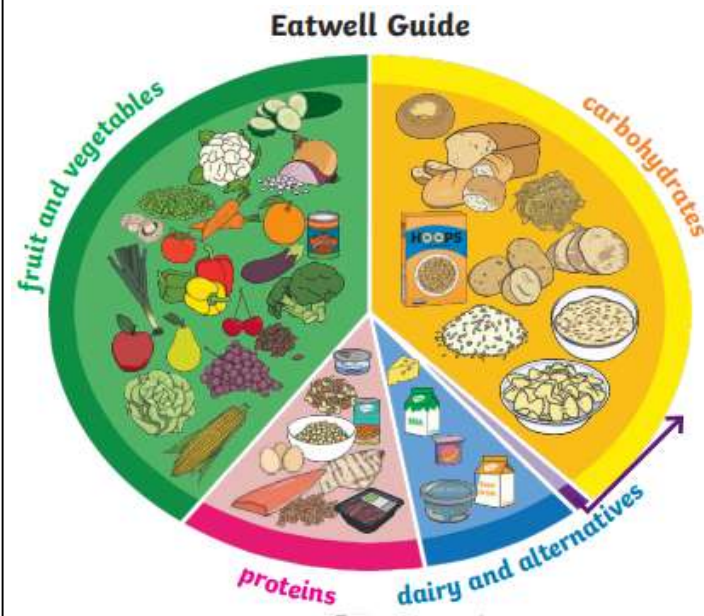 Eatwell Guide
fruit and vegetables
carbohydrates
HOOPS
proteins
dairy and alternatives